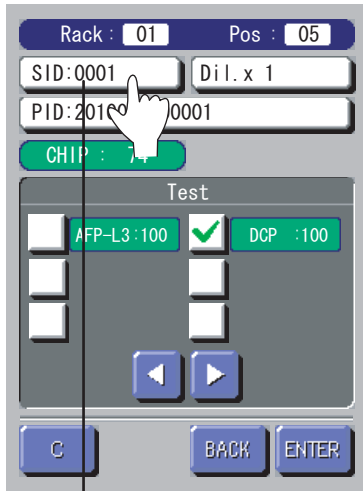 Rack : 01 Pos : 05
SID:0001 Dil.x 1
PID:201 0001
CHIP : 74
Test
AFP-L3:100 DCP :100
C BACK ENTER